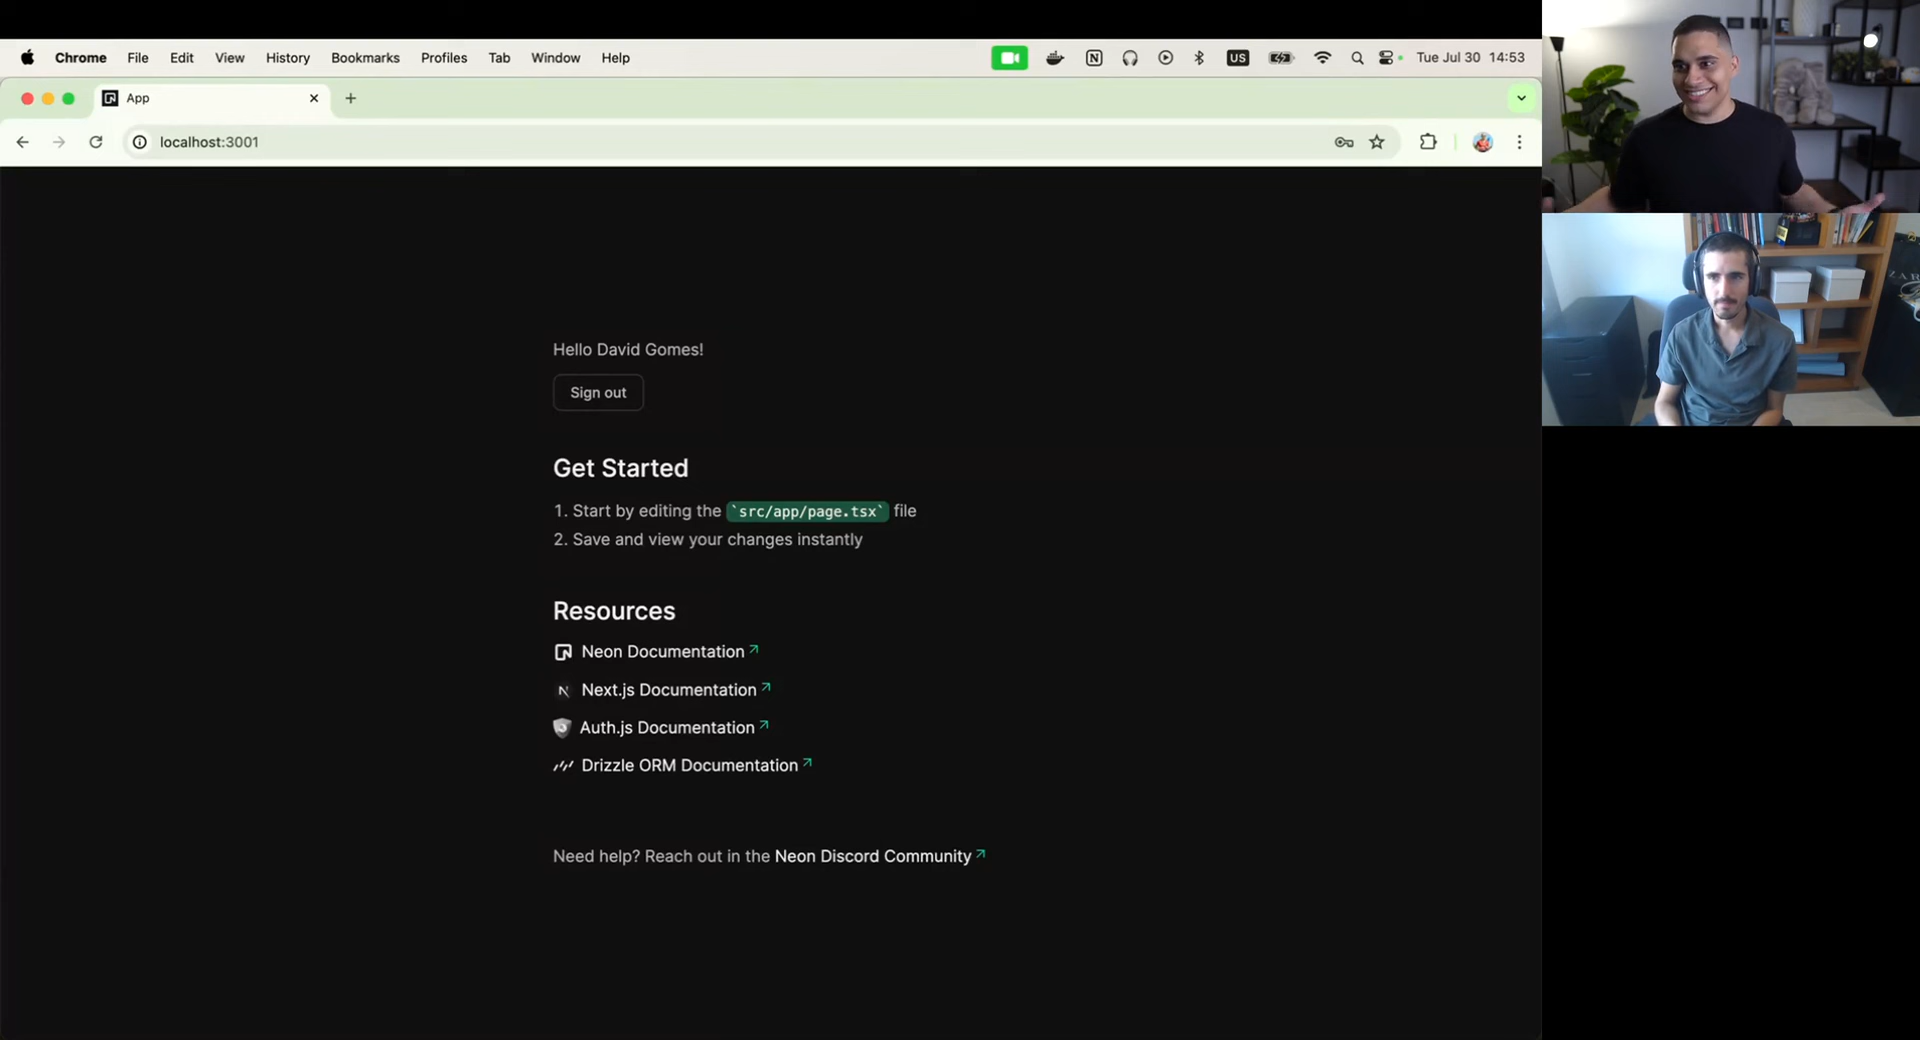 Chrome File Edit View History Bookmarks Profiles Tab Window Help US Tue Jul 30 14:53
App
localhost:3001
Hello David Gomes!
Sign out
Get Started
1. Start by editing the `src/app/page.tsx` file
2. Save and view your changes instantly
Resources
Neon Documentation
Next.js Documentation
Auth.js Documentation
Drizzle ORM Documentation
Need help? Reach out in the Neon Discord Community